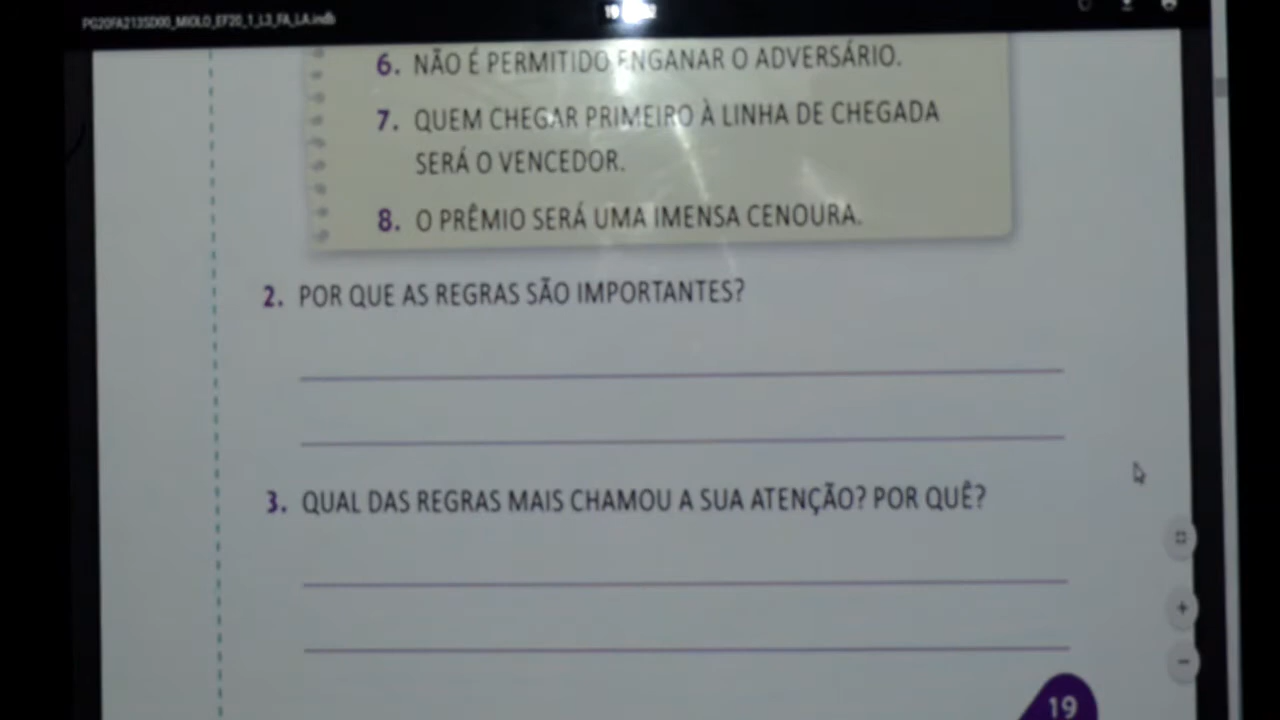 PG20FA213SD00_MIOLO_EF20_1_L3_FA_LA.indb
6. NÃO É PERMITIDO ENGANAR O ADVERSÁRIO.
7. QUEM CHEGAR PRIMEIRO À LINHA DE CHEGADA
SERÁ O VENCEDOR.
8. O PRÊMIO SERÁ UMA IMENSA CENOURA.
2. POR QUE AS REGRAS SÃO IMPORTANTES?
3. QUAL DAS REGRAS MAIS CHAMOU A SUA ATENÇÃO? POR QUÊ?
19